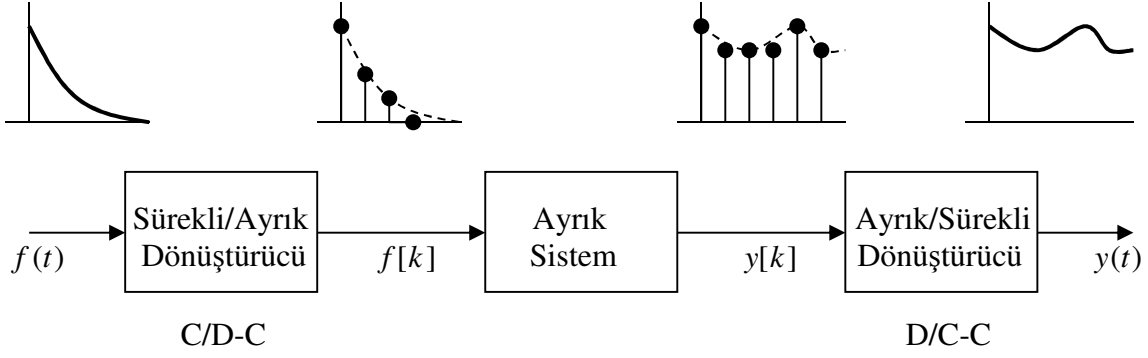 Sürekli/Ayrık
Dönüştürücü
Ayrık
Sistem
Ayrık/Sürekli
Dönüştürücü
f(t)
f[k]
y[k]
y(t)
C/D-C
D/C-C